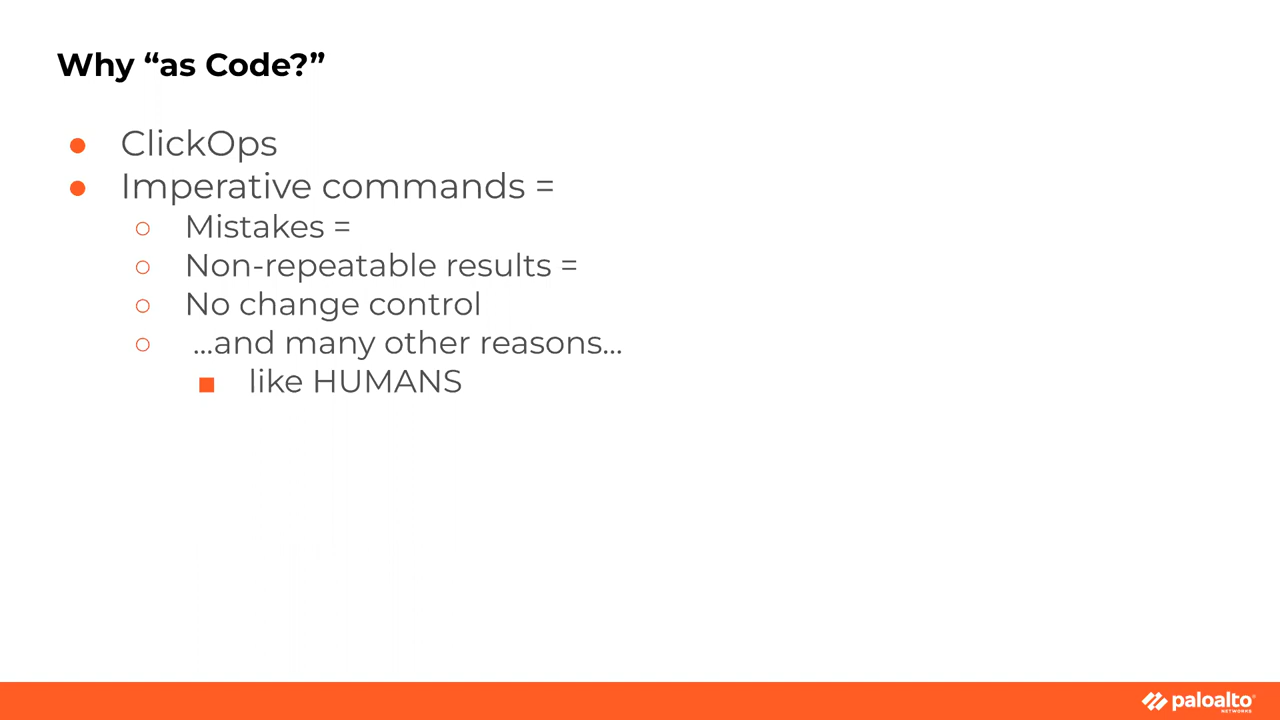 Why “as Code?”
ClickOps
Imperative commands =
Mistakes =
Non-repeatable results =
No change control
...and many other reasons...
like HUMANS
paloalto
NETWORKS